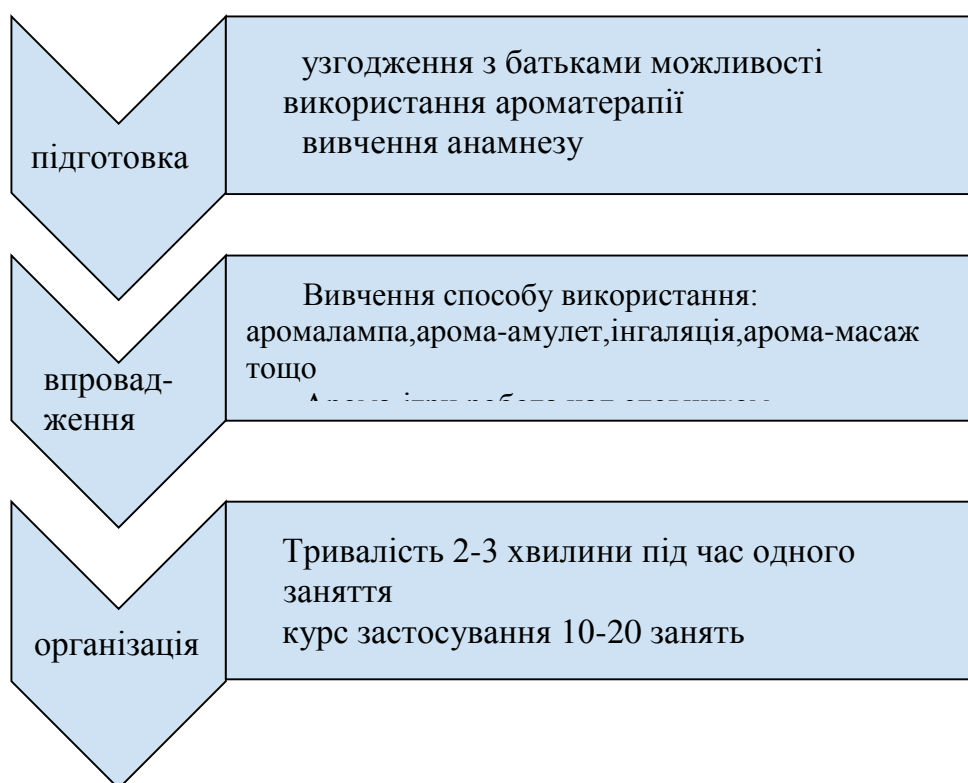 підготовка
узгодження з батьками можливості
використання ароматерапії
вивчення анамнезу
впровад-
ження
Вивчення способу використання:
аромалампа,арома-амулет,інгаляція,арома-масаж
тощо
організація
Тривалість 2-3 хвилини під час одного
заняття
курс застосування 10-20 занять